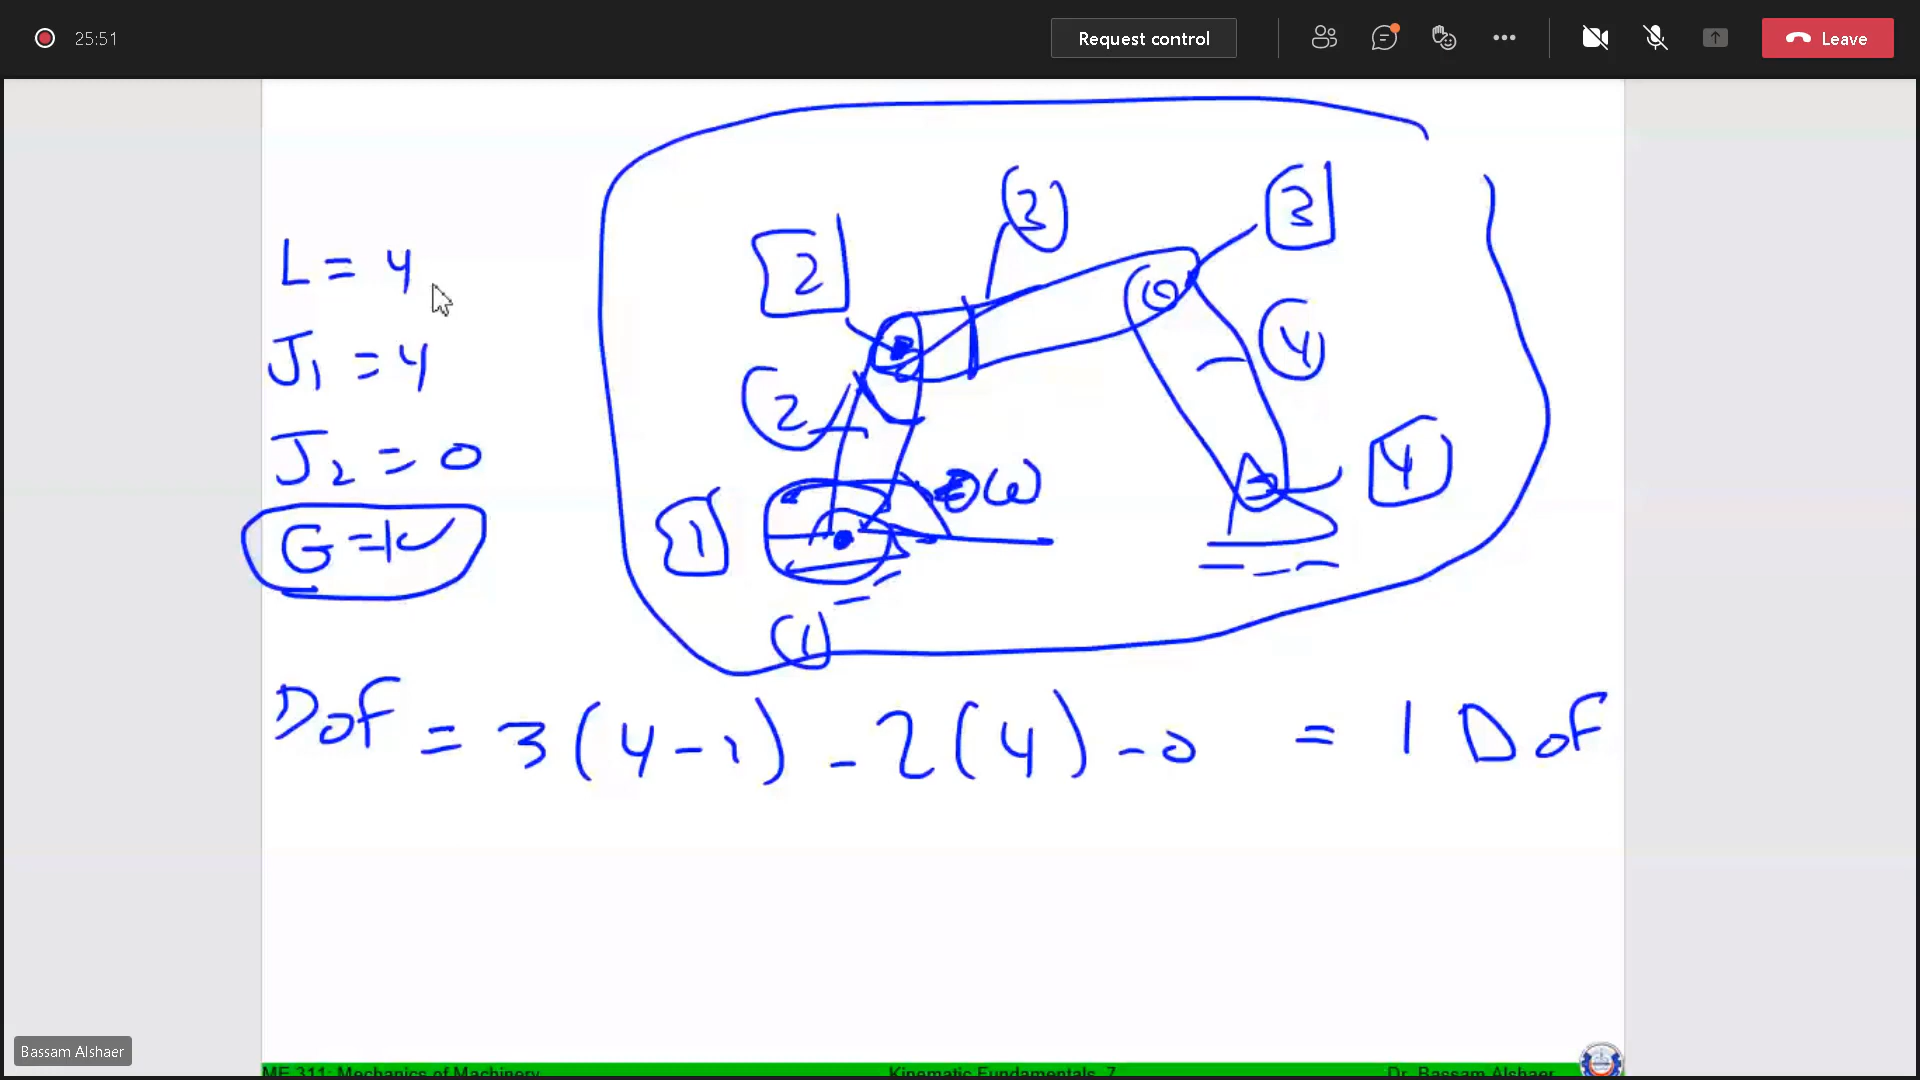 25:51
Request control
Leave
L = 4
J1 = 4
J2 = 0
G = 1
2
3
3
2
4
4
1
ω
1
DoF = 3(4-1) - 2(4) - 0 = 1 DoF
Bassam Alshaer
ME 311: Mechanics of Machinery
Kinematic Fundamentals 7
Dr. Bassam Alshaer